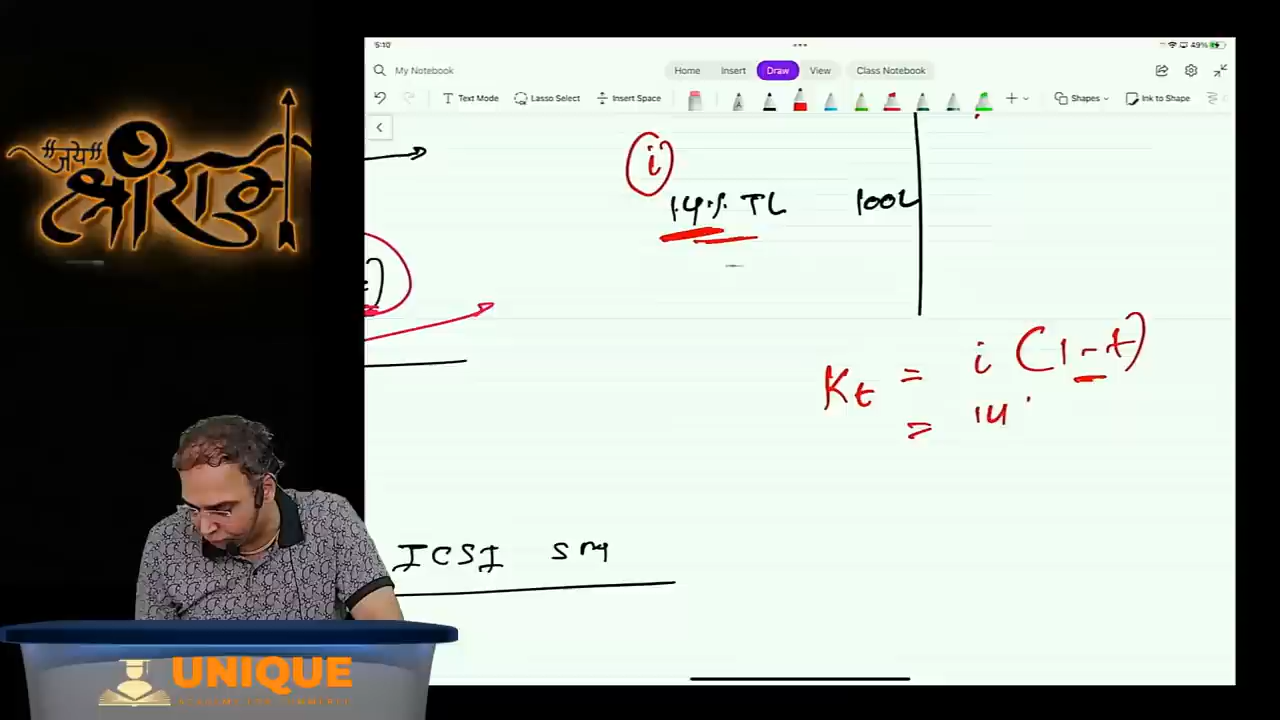 ॥जय॥
श्रीराम
5:10
49%
My Notebook
Home Insert Draw View Class Notebook
Text Mode Lasso Select Insert Space Shapes Ink to Shape
i
14% TL 100L
Kt = i (1-t)
= 14
ICSI
UNIQUE